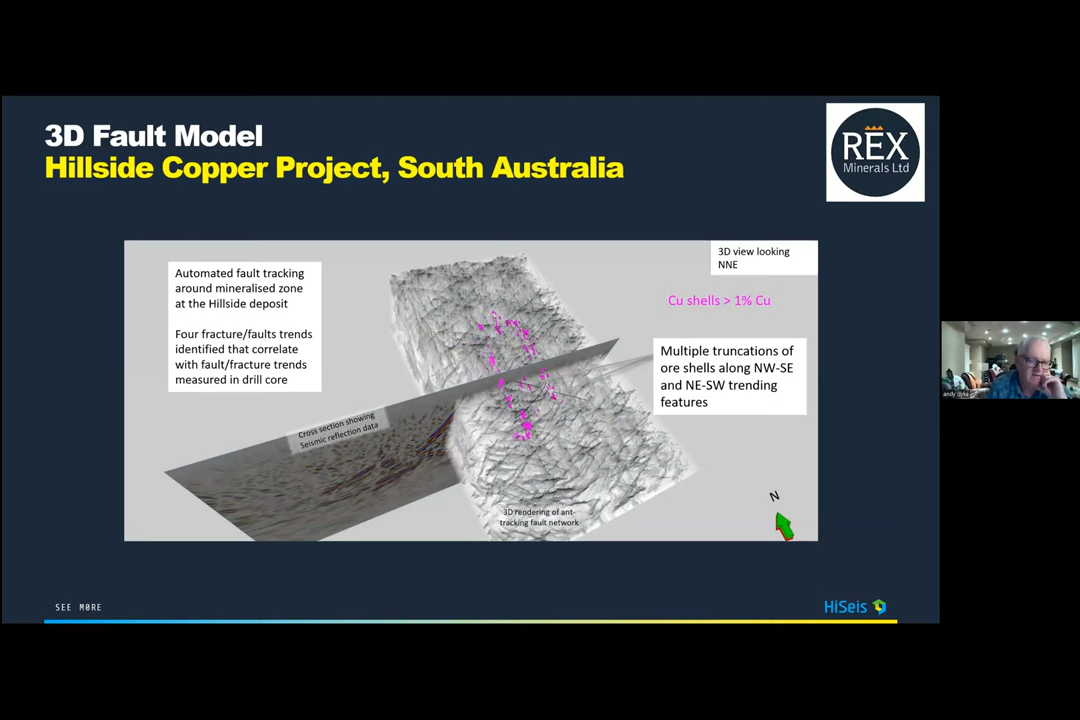 3D Fault Model
Hillside Copper Project, South Australia
REX
Minerals Ltd
Automated fault tracking
around mineralised zone
at the Hillside deposit
Four fracture/faults trends
identified that correlate
with fault/fracture trends
measured in drill core
3D view looking
NNE
Cu shells > 1% Cu
Multiple truncations of
ore shells along NW-SE
and NE-SW trending
features
Cross section showing
Seismic reflection data
3D rendering of ant-
tracking fault network
N
andy dyke
SEE MORE
HiSeis